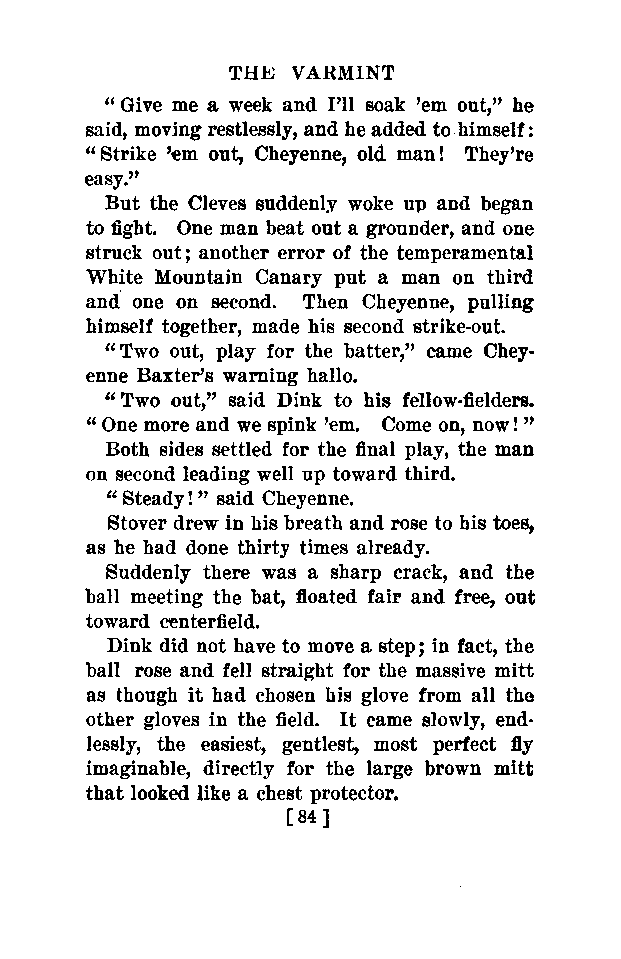 THE VARMINT
“Give me a week and I’ll soak ’em out,” he
said, moving restlessly, and he added to himself:
“Strike ’em out, Cheyenne, old man! They’re
easy.”
But the Cleves suddenly woke up and began
to fight. One man beat out a grounder, and one
struck out; another error of the temperamental
White Mountain Canary put a man on third
and one on second. Then Cheyenne, pulling
himself together, made his second strike-out.
“Two out, play for the batter,” came Chey-
enne Baxter’s warning hallo.
“Two out,” said Dink to his fellow-fielders.
“One more and we spink ’em. Come on, now!”
Both sides settled for the final play, the man
on second leading well up toward third.
“Steady!” said Cheyenne.
Stover drew in his breath and rose to his toes,
as he had done thirty times already.
Suddenly there was a sharp crack, and the
ball meeting the bat, floated fair and free, out
toward centerfield.
Dink did not have to move a step; in fact, the
ball rose and fell straight for the massive mitt
as though it had chosen his glove from all the
other gloves in the field. It came slowly, end-
lessly, the easiest, gentlest, most perfect fly
imaginable, directly for the large brown mitt
that looked like a chest protector.
[84]